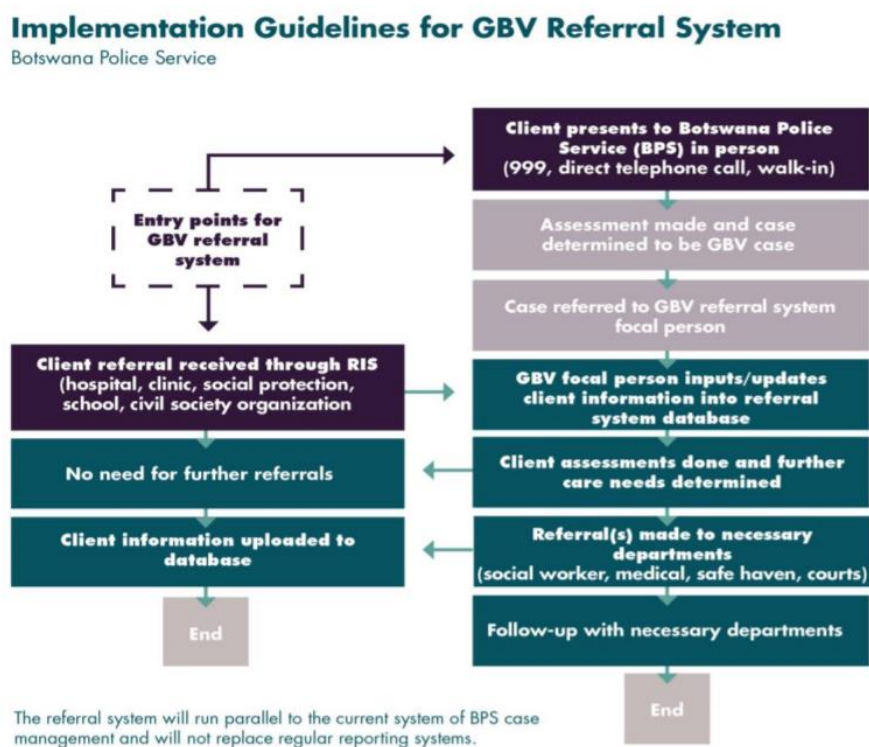 Implementation Guidelines for GBV Referral System
Botswana Police Service
Entry points for
GBV referral
system
Client presents to Botswana Police
Service (BPS) in person
(999, direct telephone call, walk-in)
Assessment made and case
determined to be GBV case
Case referred to GBV referral system
focal person
Client referral received through RIS
(hospital, clinic, social protection,
school, civil society organization
GBV focal person inputs/updates
client information into referral
system database
No need for further referrals
Client assessments done and further
care needs determined
Client information uploaded to
database
Referral(s) made to necessary
departments
(social worker, medical, safe haven, courts)
End
Follow-up with necessary departments
End
The referral system will run parallel to the current system of BPS case
management and will not replace regular reporting systems.